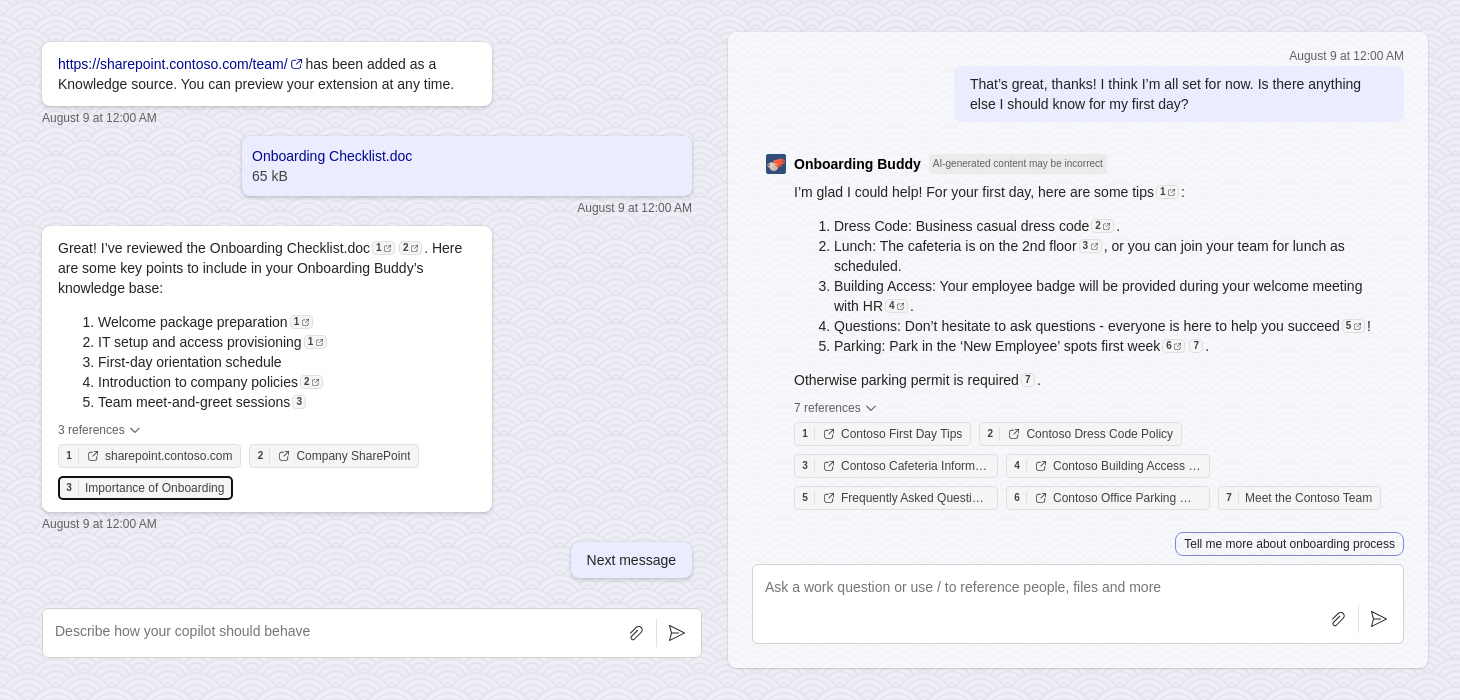 https://sharepoint.contoso.com/team/ has been added as a
Knowledge source. You can preview your extension at any time.
August 9 at 12:00 AM
Onboarding Checklist.doc
65 kB
August 9 at 12:00 AM
Great! I’ve reviewed the Onboarding Checklist.doc 1 2 . Here
are some key points to include in your Onboarding Buddy’s
knowledge base:
1. Welcome package preparation 1
2. IT setup and access provisioning 1
3. First-day orientation schedule
4. Introduction to company policies 2
5. Team meet-and-greet sessions 3
3 references
1 sharepoint.contoso.com 2 Company SharePoint
3 Importance of Onboarding
August 9 at 12:00 AM
Next message
Describe how your copilot should behave
August 9 at 12:00 AM
That’s great, thanks! I think I’m all set for now. Is there anything
else I should know for my first day?
Onboarding Buddy AI-generated content may be incorrect
I’m glad I could help! For your first day, here are some tips 1 :
1. Dress Code: Business casual dress code 2 .
2. Lunch: The cafeteria is on the 2nd floor 3 , or you can join your team for lunch as
scheduled.
3. Building Access: Your employee badge will be provided during your welcome meeting
with HR 4 .
4. Questions: Don’t hesitate to ask questions - everyone is here to help you succeed 5 !
5. Parking: Park in the ‘New Employee’ spots first week 6 7 .
Otherwise parking permit is required 7 .
7 references
1 Contoso First Day Tips 2 Contoso Dress Code Policy
3 Contoso Cafeteria Inform… 4 Contoso Building Access …
5 Frequently Asked Questi… 6 Contoso Office Parking … 7 Meet the Contoso Team
Tell me more about onboarding process
Ask a work question or use / to reference people, files and more